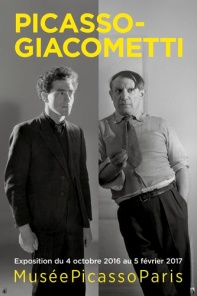 PICASSO-
GIACOMETTI
Exposition du 4 octobre 2016 au 5 février 2017
MuséePicassoParis